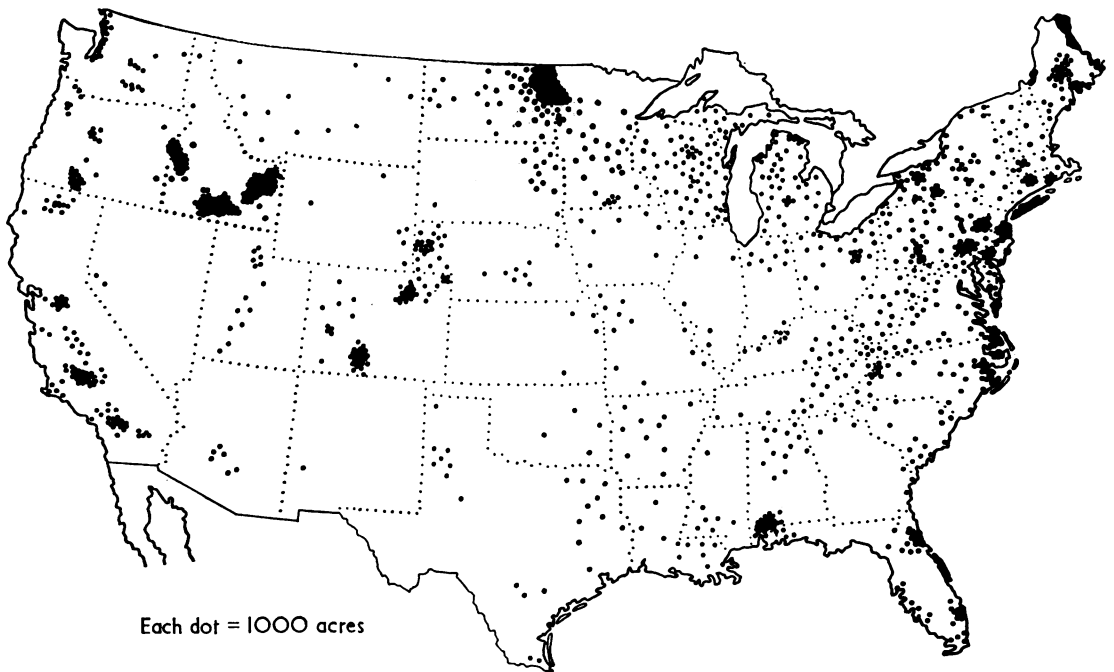 Each dot = 1000 acres